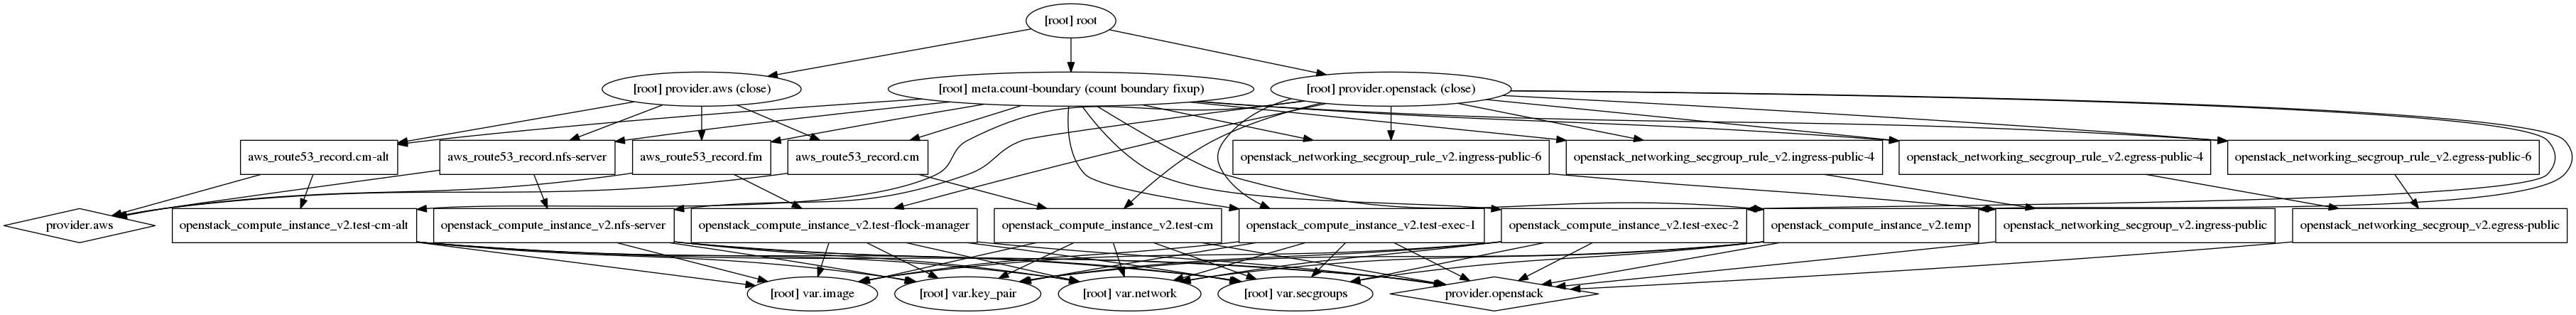 [root] root
[root] provider.aws (close)
[root] meta.count-boundary (count boundary fixup)
[root] provider.openstack (close)
aws_route53_record.cm-alt
aws_route53_record.nfs-server
aws_route53_record.fm
aws_route53_record.cm
openstack_networking_secgroup_rule_v2.ingress-public-6
openstack_networking_secgroup_rule_v2.ingress-public-4
openstack_networking_secgroup_rule_v2.egress-public-4
openstack_networking_secgroup_rule_v2.egress-public-6
provider.aws
openstack_compute_instance_v2.test-cm-alt
openstack_compute_instance_v2.nfs-server
openstack_compute_instance_v2.test-flock-manager
openstack_compute_instance_v2.test-cm
openstack_compute_instance_v2.test-exec-1
openstack_compute_instance_v2.test-exec-2
openstack_compute_instance_v2.temp
openstack_networking_secgroup_v2.ingress-public
openstack_networking_secgroup_v2.egress-public
[root] var.image
[root] var.key_pair
[root] var.network
[root] var.secgroups
provider.openstack